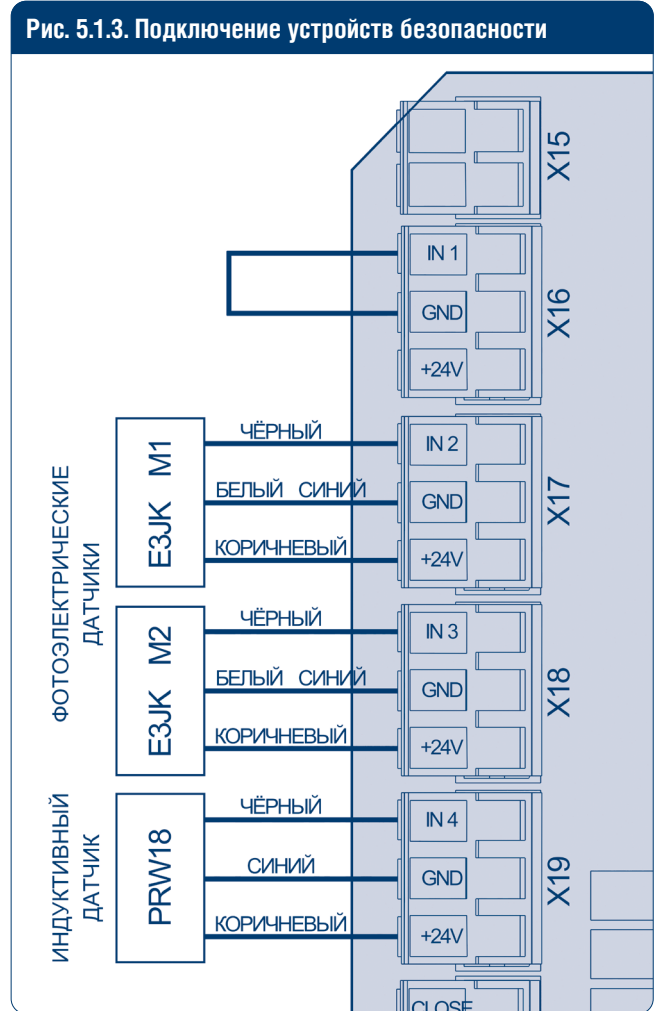 Рис. 5.1.3. Подключение устройств безопасности
X15
IN 1
GND
+24V
X16
ФОТОЭЛЕКТРИЧЕСКИЕ
ДАТЧИКИ
E3JK M1
ЧЁРНЫЙ
БЕЛЫЙ СИНИЙ
КОРИЧНЕВЫЙ
IN 2
GND
+24V
X17
E3JK M2
ЧЁРНЫЙ
БЕЛЫЙ СИНИЙ
КОРИЧНЕВЫЙ
IN 3
GND
+24V
X18
ИНДУКТИВНЫЙ
ДАТЧИК
PRW18
ЧЁРНЫЙ
СИНИЙ
КОРИЧНЕВЫЙ
IN 4
GND
+24V
X19
CLOSE